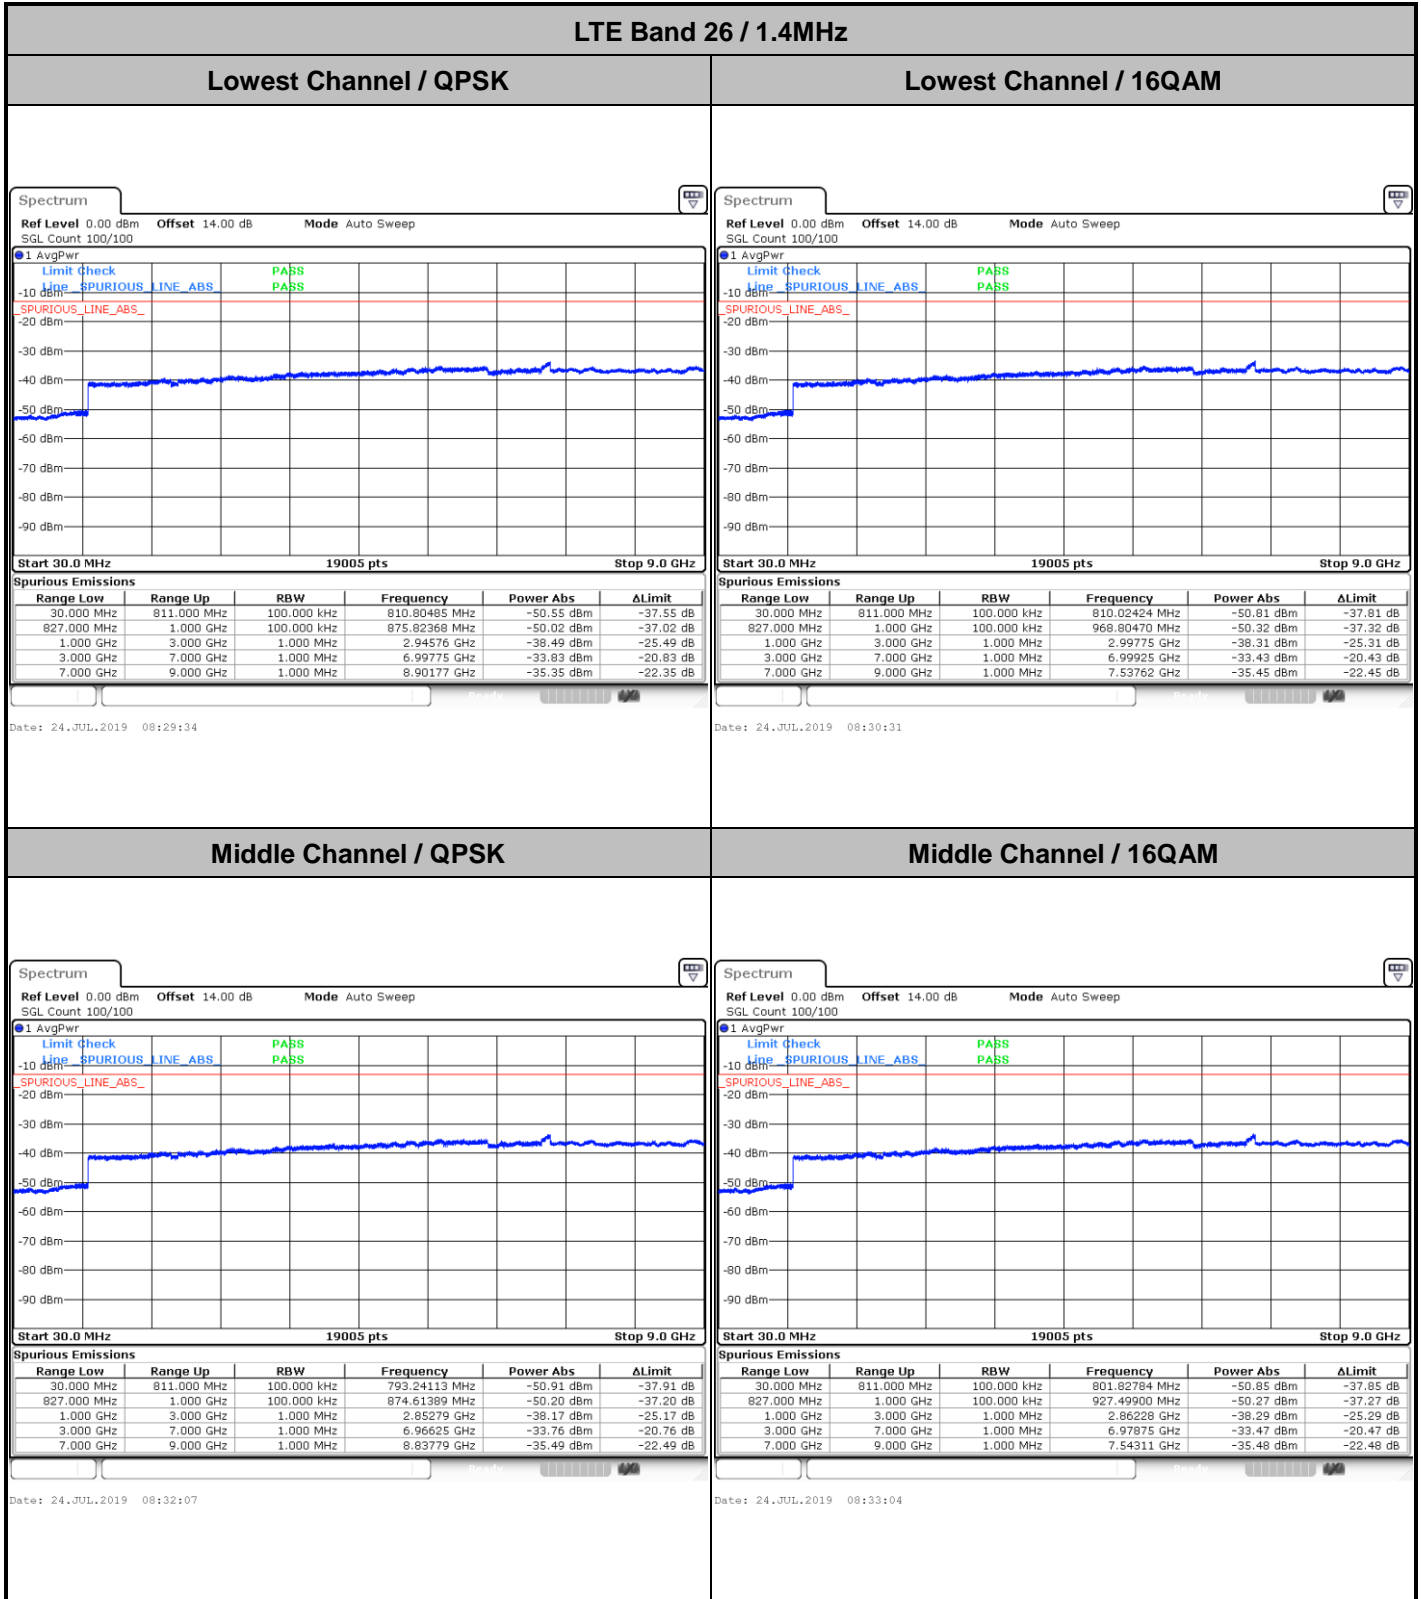 LTE Band 26 / 1.4MHz
Lowest Channel / QPSK
Lowest Channel / 16QAM
Spectrum
Ref Level 0.00 dBm Offset 14.00 dB Mode Auto Sweep
SGL Count 100/100
1 AvgPwr
Limit Check PASS
Line _SPURIOUS_LINE_ABS_ PASS
-10 dBm
_SPURIOUS_LINE_ABS_
-20 dBm
-30 dBm
-40 dBm
-50 dBm
-60 dBm
-70 dBm
-80 dBm
-90 dBm
Start 30.0 MHz 19005 pts Stop 9.0 GHz
Spurious Emissions
Range Low Range Up RBW Frequency Power Abs ΔLimit
30.000 MHz 811.000 MHz 100.000 kHz 810.80485 MHz -50.55 dBm -37.55 dB
827.000 MHz 1.000 GHz 100.000 kHz 875.82368 MHz -50.02 dBm -37.02 dB
1.000 GHz 3.000 GHz 1.000 MHz 2.94576 GHz -38.49 dBm -25.49 dB
3.000 GHz 7.000 GHz 1.000 MHz 6.99775 GHz -33.83 dBm -20.83 dB
7.000 GHz 9.000 GHz 1.000 MHz 8.90177 GHz -35.35 dBm -22.35 dB
Ready
Date: 24.JUL.2019 08:29:34
Spectrum
Ref Level 0.00 dBm Offset 14.00 dB Mode Auto Sweep
SGL Count 100/100
1 AvgPwr
Limit Check PASS
Line _SPURIOUS_LINE_ABS_ PASS
-10 dBm
_SPURIOUS_LINE_ABS_
-20 dBm
-30 dBm
-40 dBm
-50 dBm
-60 dBm
-70 dBm
-80 dBm
-90 dBm
Start 30.0 MHz 19005 pts Stop 9.0 GHz
Spurious Emissions
Range Low Range Up RBW Frequency Power Abs ΔLimit
30.000 MHz 811.000 MHz 100.000 kHz 810.02424 MHz -50.81 dBm -37.81 dB
827.000 MHz 1.000 GHz 100.000 kHz 968.80470 MHz -50.32 dBm -37.32 dB
1.000 GHz 3.000 GHz 1.000 MHz 2.99775 GHz -38.31 dBm -25.31 dB
3.000 GHz 7.000 GHz 1.000 MHz 6.99925 GHz -33.43 dBm -20.43 dB
7.000 GHz 9.000 GHz 1.000 MHz 7.53762 GHz -35.45 dBm -22.45 dB
Ready
Date: 24.JUL.2019 08:30:31
Middle Channel / QPSK
Middle Channel / 16QAM
Spectrum
Ref Level 0.00 dBm Offset 14.00 dB Mode Auto Sweep
SGL Count 100/100
1 AvgPwr
Limit Check PASS
Line _SPURIOUS_LINE_ABS_ PASS
-10 dBm
_SPURIOUS_LINE_ABS_
-20 dBm
-30 dBm
-40 dBm
-50 dBm
-60 dBm
-70 dBm
-80 dBm
-90 dBm
Start 30.0 MHz 19005 pts Stop 9.0 GHz
Spurious Emissions
Range Low Range Up RBW Frequency Power Abs ΔLimit
30.000 MHz 811.000 MHz 100.000 kHz 793.24113 MHz -50.91 dBm -37.91 dB
827.000 MHz 1.000 GHz 100.000 kHz 874.61389 MHz -50.20 dBm -37.20 dB
1.000 GHz 3.000 GHz 1.000 MHz 2.85279 GHz -38.17 dBm -25.17 dB
3.000 GHz 7.000 GHz 1.000 MHz 6.96625 GHz -33.76 dBm -20.76 dB
7.000 GHz 9.000 GHz 1.000 MHz 8.83779 GHz -35.49 dBm -22.49 dB
Ready
Date: 24.JUL.2019 08:32:07
Spectrum
Ref Level 0.00 dBm Offset 14.00 dB Mode Auto Sweep
SGL Count 100/100
1 AvgPwr
Limit Check PASS
Line _SPURIOUS_LINE_ABS_ PASS
-10 dBm
_SPURIOUS_LINE_ABS_
-20 dBm
-30 dBm
-40 dBm
-50 dBm
-60 dBm
-70 dBm
-80 dBm
-90 dBm
Start 30.0 MHz 19005 pts Stop 9.0 GHz
Spurious Emissions
Range Low Range Up RBW Frequency Power Abs ΔLimit
30.000 MHz 811.000 MHz 100.000 kHz 801.82784 MHz -50.85 dBm -37.85 dB
827.000 MHz 1.000 GHz 100.000 kHz 927.49900 MHz -50.27 dBm -37.27 dB
1.000 GHz 3.000 GHz 1.000 MHz 2.86228 GHz -38.29 dBm -25.29 dB
3.000 GHz 7.000 GHz 1.000 MHz 6.97875 GHz -33.47 dBm -20.47 dB
7.000 GHz 9.000 GHz 1.000 MHz 7.54311 GHz -35.48 dBm -22.48 dB
Ready
Date: 24.JUL.2019 08:33:04